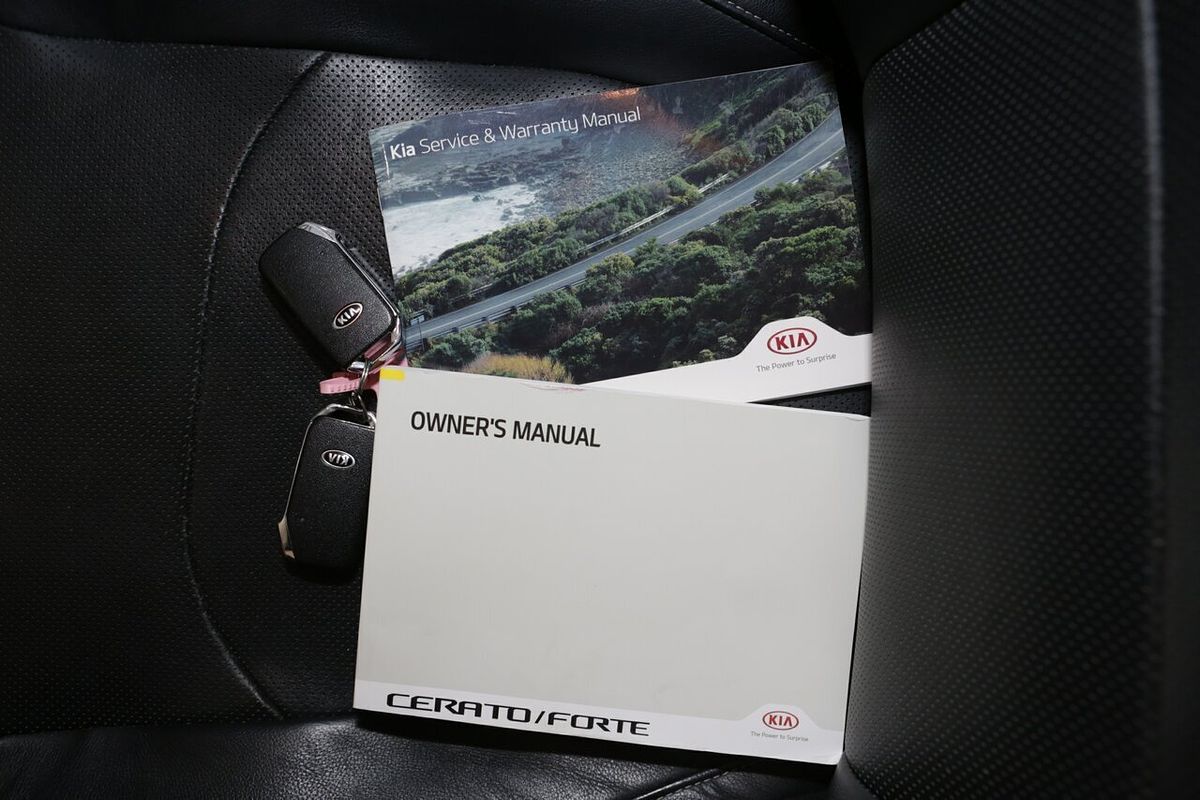 Kia Service & Warranty Manual
KIA
The Power to Surprise
KIA
KIA
OWNER'S MANUAL
CERATO/FORTE
KIA
The Power to Surprise